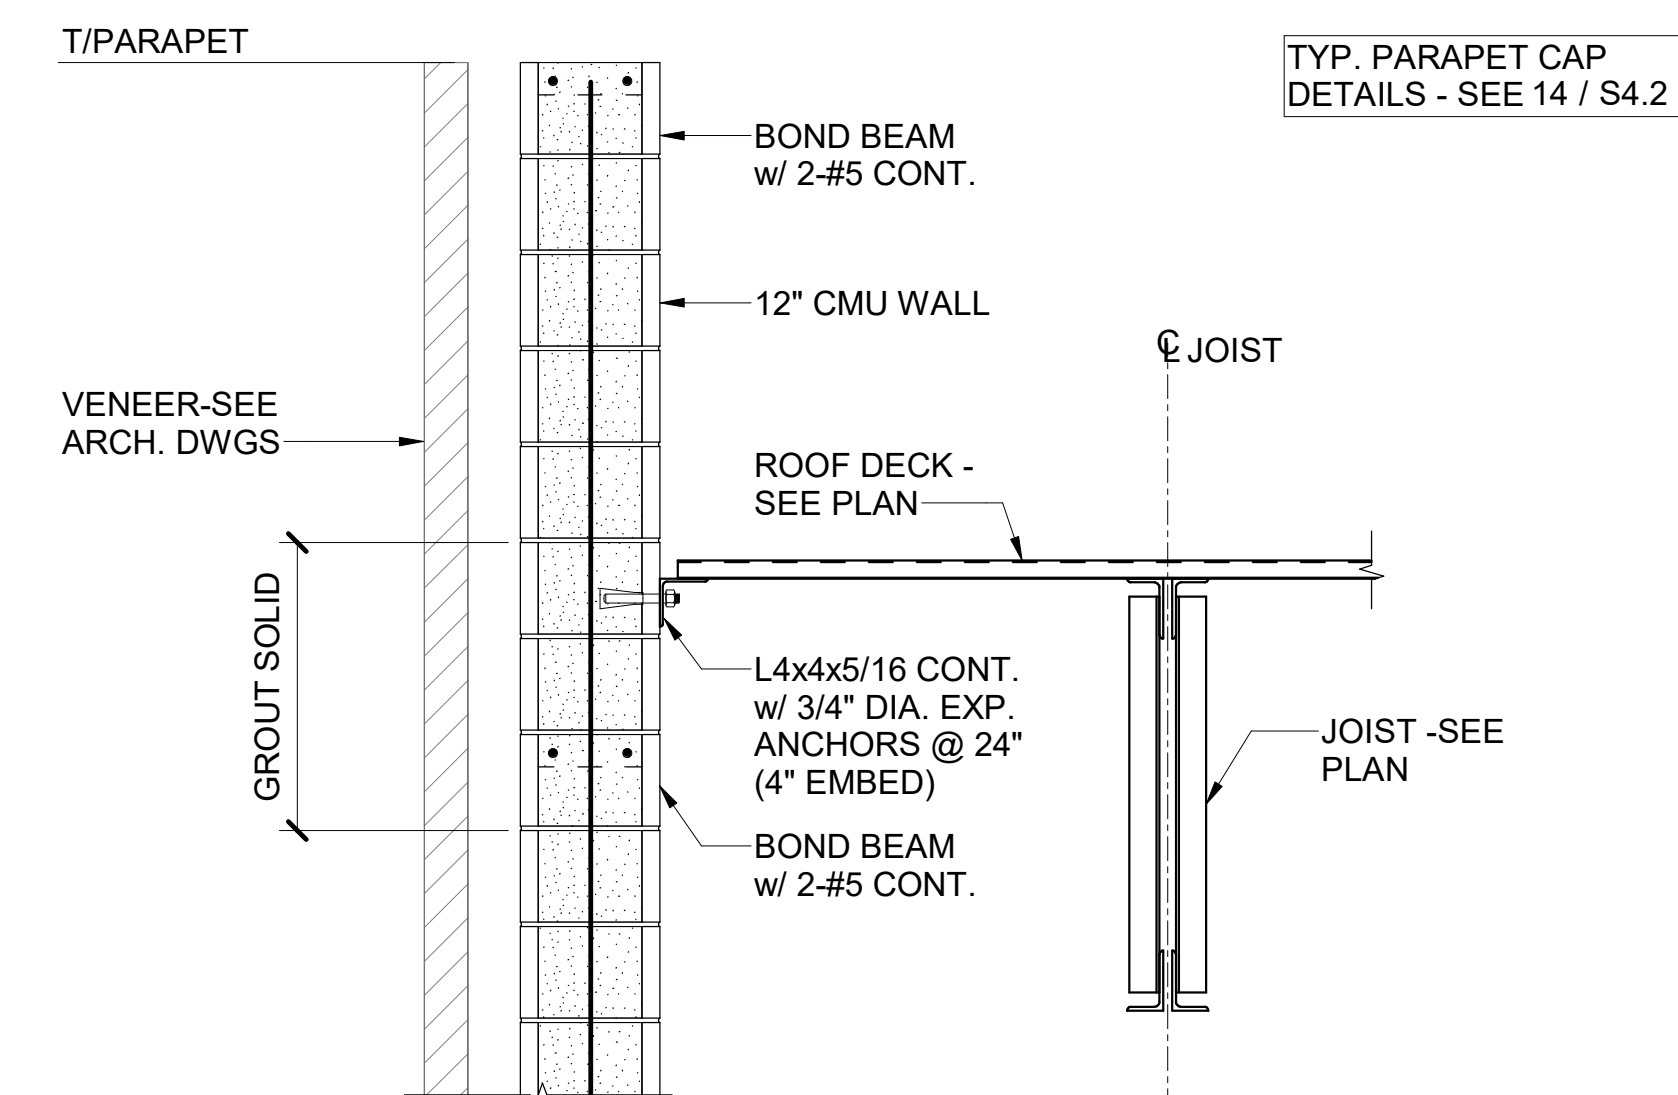 T/PARAPET
TYP. PARAPET CAP
DETAILS - SEE 14 / S4.2
BOND BEAM
w/ 2-#5 CONT.
12" CMU WALL
℄ JOIST
VENEER-SEE
ARCH. DWGS
ROOF DECK -
SEE PLAN
GROUT SOLID
L4x4x5/16 CONT.
w/ 3/4" DIA. EXP.
ANCHORS @ 24"
(4" EMBED)
JOIST -SEE
PLAN
BOND BEAM
w/ 2-#5 CONT.